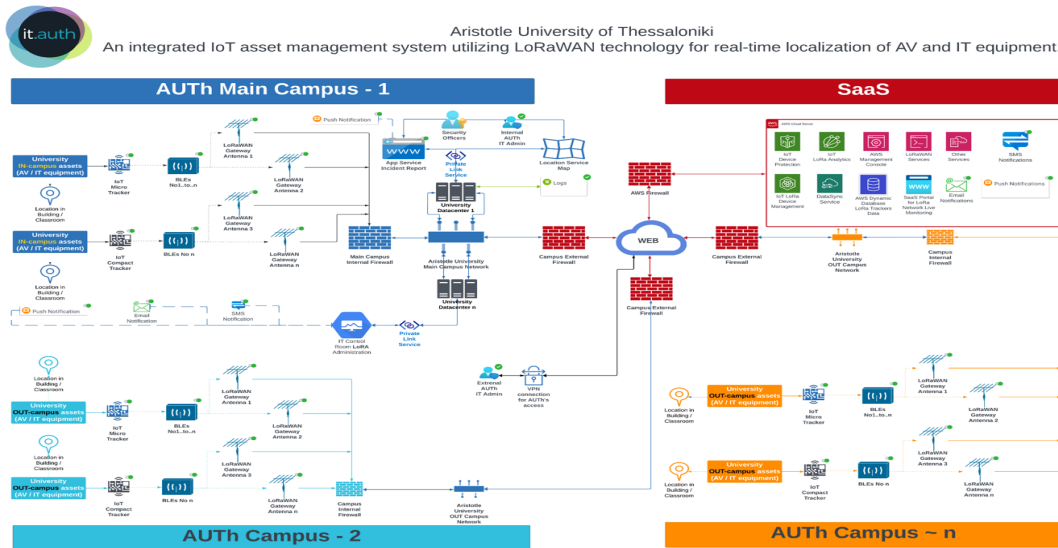 it.auth
Aristotle University of Thessaloniki
An integrated IoT asset management system utilizing LoRaWAN technology for real-time localization of AV and IT equipment
AUTh Main Campus - 1
SaaS
Push Notification
LoRaWAN
Gateway
Antenna 1
Security
Officers
Internal
AUTh
IT Admin
App Service
Incident Report
Private
Link
Service
Location Service
Map
AWS Cloud Server
IoT
Device
Protection
IoT
LoRa Analytics
AWS
Management
Console
LoRaWAN
Services
Other
Services
SMS
Notifications
University
IN-campus assets
(AV / IT equipment)
IoT
Micro
Tracker
BLEs
No1..to..n
LoRaWAN
Gateway
Antenna 2
Logs
AWS Firewall
IoT LoRa
Device
Management
DataSync
Service
AWS Dynamic
Database
LoRa Trackers
Data
SaaS Portal
for LoRa
Network Live
Monitoring
Email
Notifications
Push Notifications
Location in
Building /
Classroom
LoRaWAN
Gateway
Antenna 3
University
Datacenter 1
University
IN-campus assets
(AV / IT equipment)
IoT
Compact
Tracker
BLEs No n
LoRaWAN
Gateway
Antenna n
Main Campus
Internal Firewall
Aristotle University
Main Campus Network
Campus External
Firewall
WEB
Campus External
Firewall
Aristotle
University
OUT Campus
Network
Campus
Internal
Firewall
Location in
Building /
Classroom
University
Datacenter n
Campus External
Firewall
Push Notification
Email
Notification
SMS
Notification
IT Control
Room LoRA
Administration
Private
Link
Service
Location in
Building /
Classroom
LoRaWAN
Gateway
Antenna 1
Extrenal
AUTh
IT Admin
VPN
connection
for AUTh's
access
University
OUT-campus assets
(AV / IT equipment)
IoT
Micro
Tracker
BLEs
No1..to..n
LoRaWAN
Gateway
Antenna 2
Location in
Building /
Classroom
LoRaWAN
Gateway
Antenna 3
University
OUT-campus assets
(AV / IT equipment)
IoT
Compact
Tracker
BLEs No n
LoRaWAN
Gateway
Antenna n
Campus
Internal
Firewall
Aristotle
University
OUT Campus
Network
AUTh Campus - 2
LoRaWAN
Gateway
Antenna 1
Location in
Building /
Classroom
University
OUT-campus assets
(AV / IT equipment)
IoT
Micro
Tracker
BLEs
No1..to..n
LoRaWAN
Gateway
Antenna 2
LoRaWAN
Gateway
Antenna 3
Location in
Building /
Classroom
University
OUT-campus assets
(AV / IT equipment)
IoT
Compact
Tracker
BLEs No n
LoRaWAN
Gateway
Antenna n
AUTh Campus ~ n